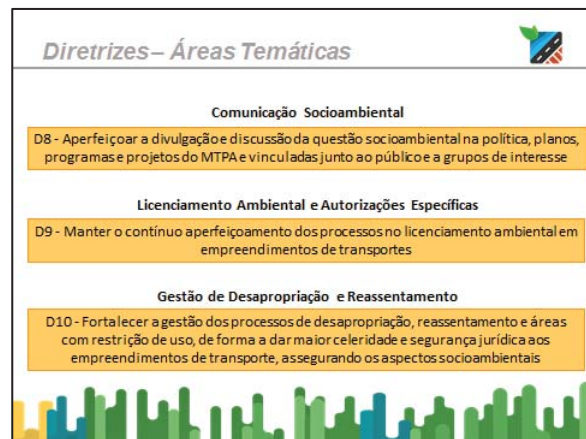 Diretrizes– Áreas Temáticas
Comunicação Socioambiental
D8 - Aperfeiçoar a divulgação e discussão da questão socioambiental na política, planos,
programas e projetos do MTPA e vinculadas junto ao público e a grupos de interesse
Licenciamento Ambiental e Autorizações Específicas
D9 - Manter o contínuo aperfeiçoamento dos processos no licenciamento ambiental em
empreendimentos de transportes
Gestão de Desapropriação e Reassentamento
D10 - Fortalecer a gestão dos processos de desapropriação, reassentamento e áreas
com restrição de uso, de forma a dar maior celeridade e segurança jurídica aos
empreendimentos de transporte, assegurando os aspectos socioambientais